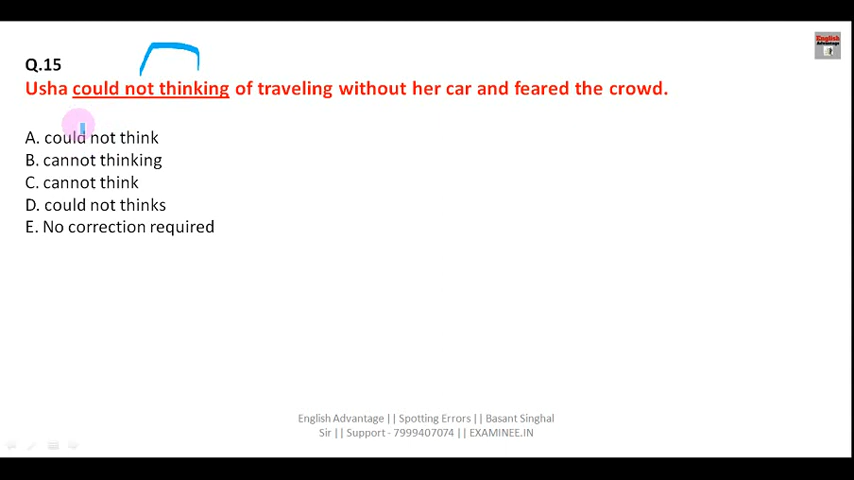 English
Advantage
Q.15
Usha could not thinking of traveling without her car and feared the crowd.
A. could not think
B. cannot thinking
C. cannot think
D. could not thinks
E. No correction required
English Advantage || Spotting Errors || Basant Singhal
Sir || Support - 7999407074 || EXAMINEE.IN